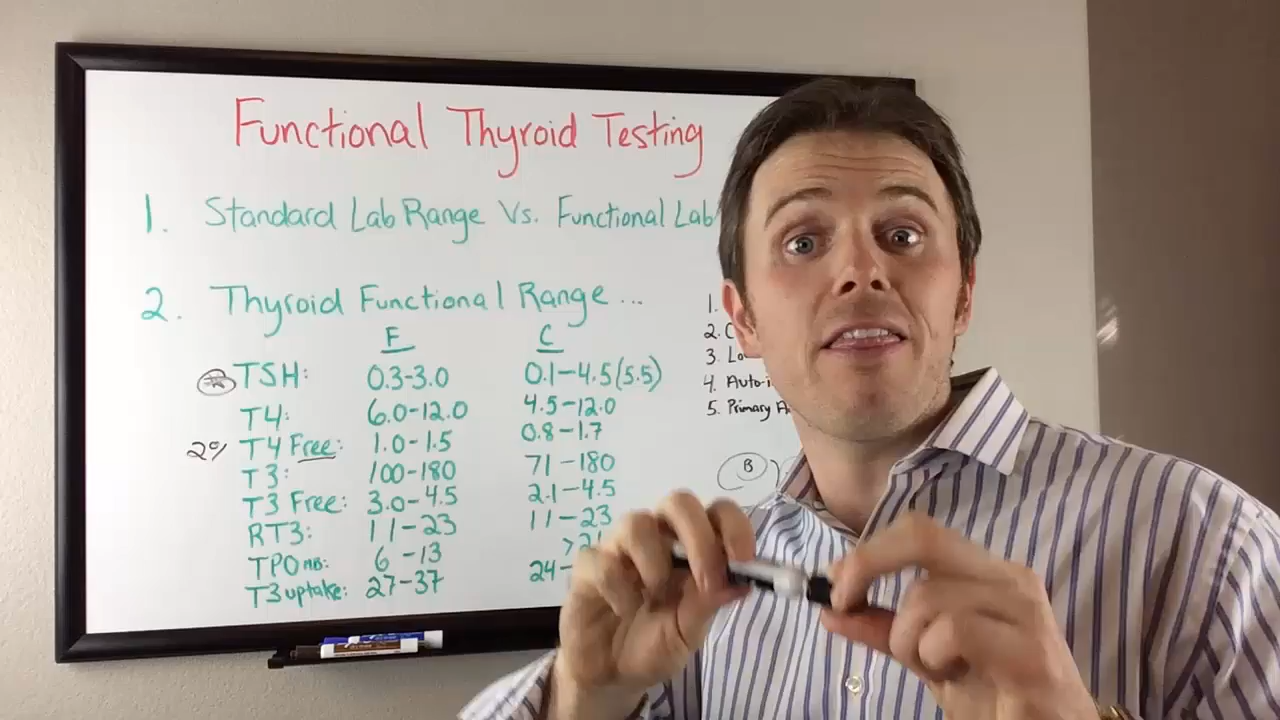 Functional Thyroid Testing
1. Standard Lab Range Vs. Functional Lab
2. Thyroid Functional Range...
F C
TSH: 0.3-3.0 0.1-4.5(5.5)
T4: 6.0-12.0 4.5-12.0
2% T4 Free: 1.0-1.5 0.8-1.7
T3: 100-180 71-180
T3 Free: 3.0-4.5 2.1-4.5
RT3: 11-23 11-23
TPO AB: 6-13
T3 uptake: 27-37 24-
1.
2. C
3. Lo
4. Auto-i
5. Primary A
B